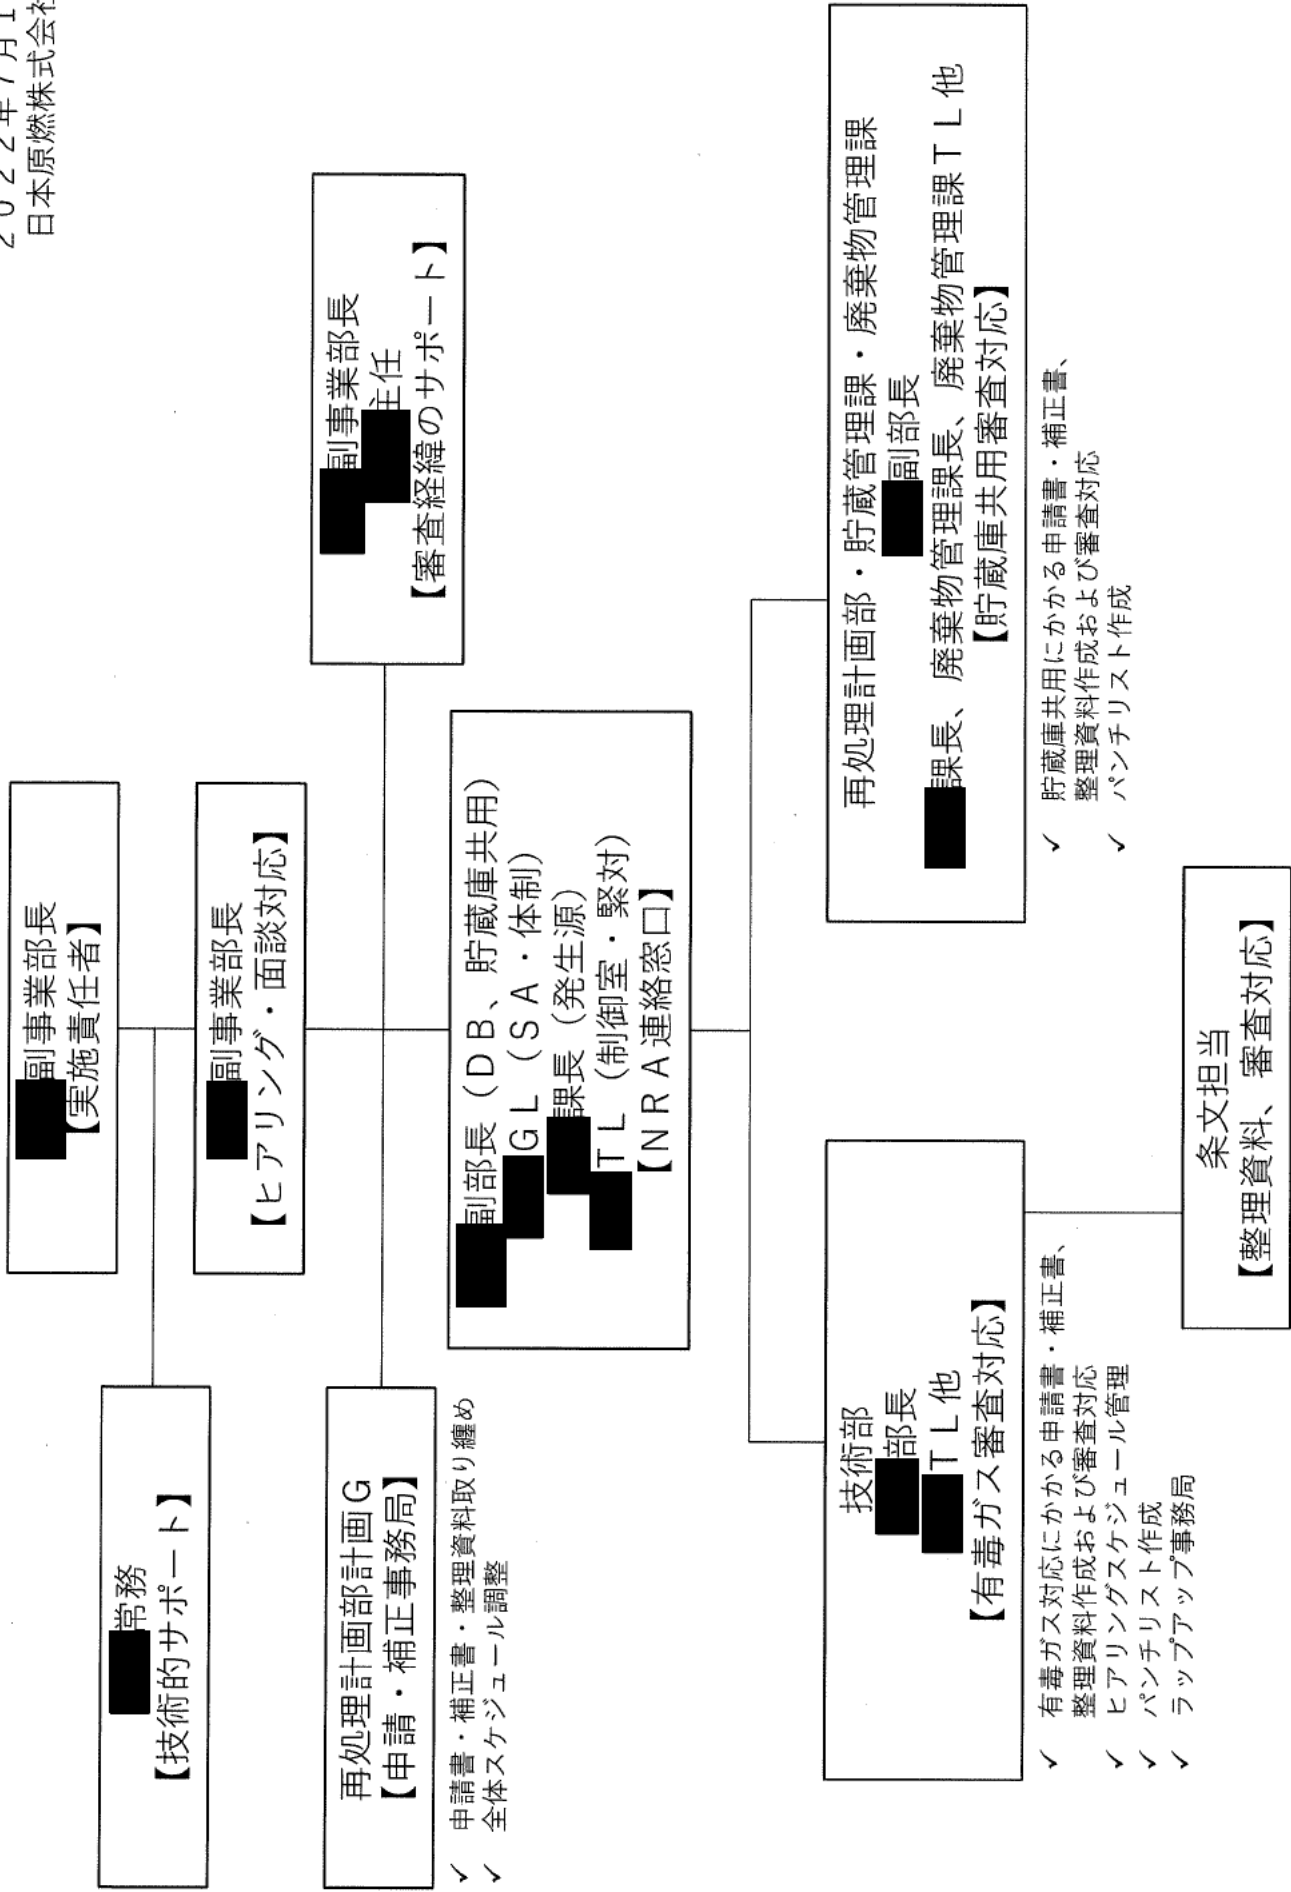 ２０２２年７月１
日本原燃株式会社
副事業部長
【実施責任者】
常務
【技術的サポート】
副事業部長
【ヒアリング・面談対応】
副事業部長
主任
【審査経緯のサポート】
再処理計画部計画Ｇ
【申請・補正事務局】
✓ 申請書・補正書・整理資料取り纏め
✓ 全体スケジュール調整
副部長（ＤＢ、貯蔵庫共用）
ＧＬ（ＳＡ・体制）
課長（発生源）
ＴＬ（制御室・緊対）
【ＮＲＡ連絡窓口】
技術部
部長
ＴＬ他
【有毒ガス審査対応】
✓ 有毒ガス対応にかかる申請書・補正書、
整理資料作成および審査対応
✓ ヒアリングスケジュール管理
✓ パンチリスト作成
✓ ラップアップ事務局
再処理計画部・貯蔵管理課・廃棄物管理課
副部長
課長、廃棄物管理課長、廃棄物管理課ＴＬ他
【貯蔵庫共用審査対応】
✓ 貯蔵庫共用にかかる申請書・補正書、
整理資料作成および審査対応
✓ パンチリスト作成
条文担当
【整理資料、審査対応】